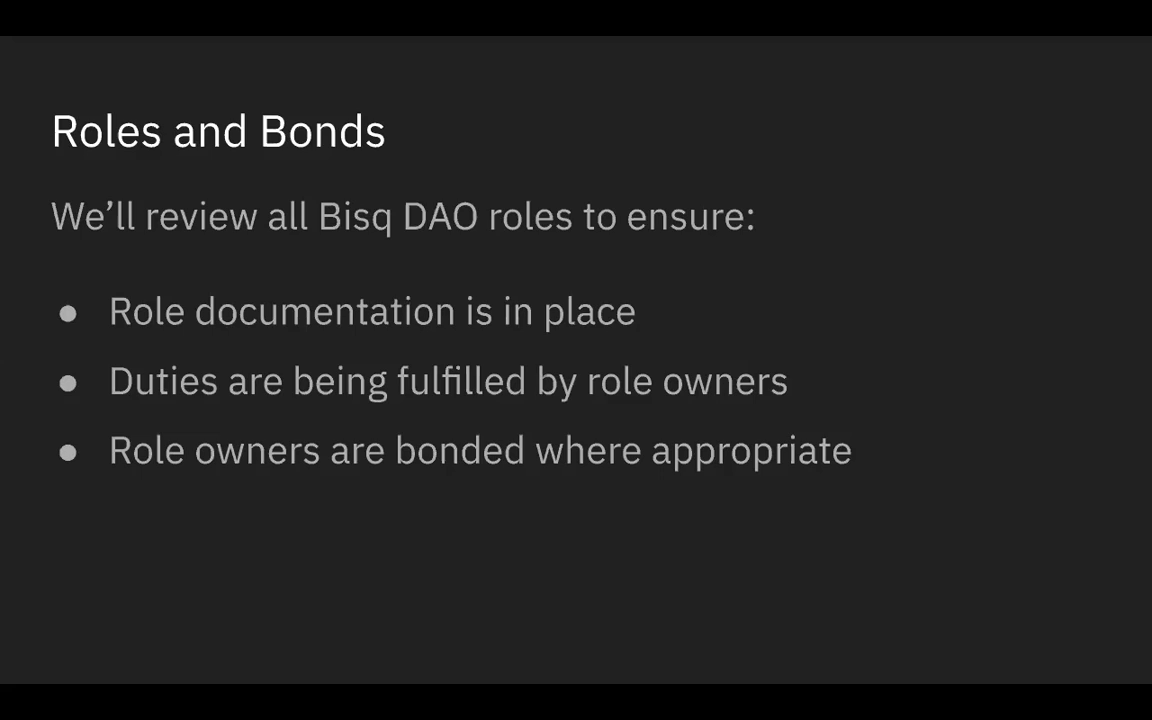 Roles and Bonds
We’ll review all Bisq DAO roles to ensure:
● Role documentation is in place
● Duties are being fulfilled by role owners
● Role owners are bonded where appropriate